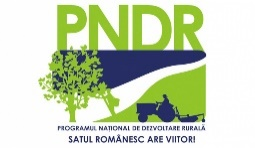 PNDR
PROGRAMUL NAȚIONAL DE DEZVOLTARE RURALĂ
SATUL ROMÂNESC ARE VIITOR!